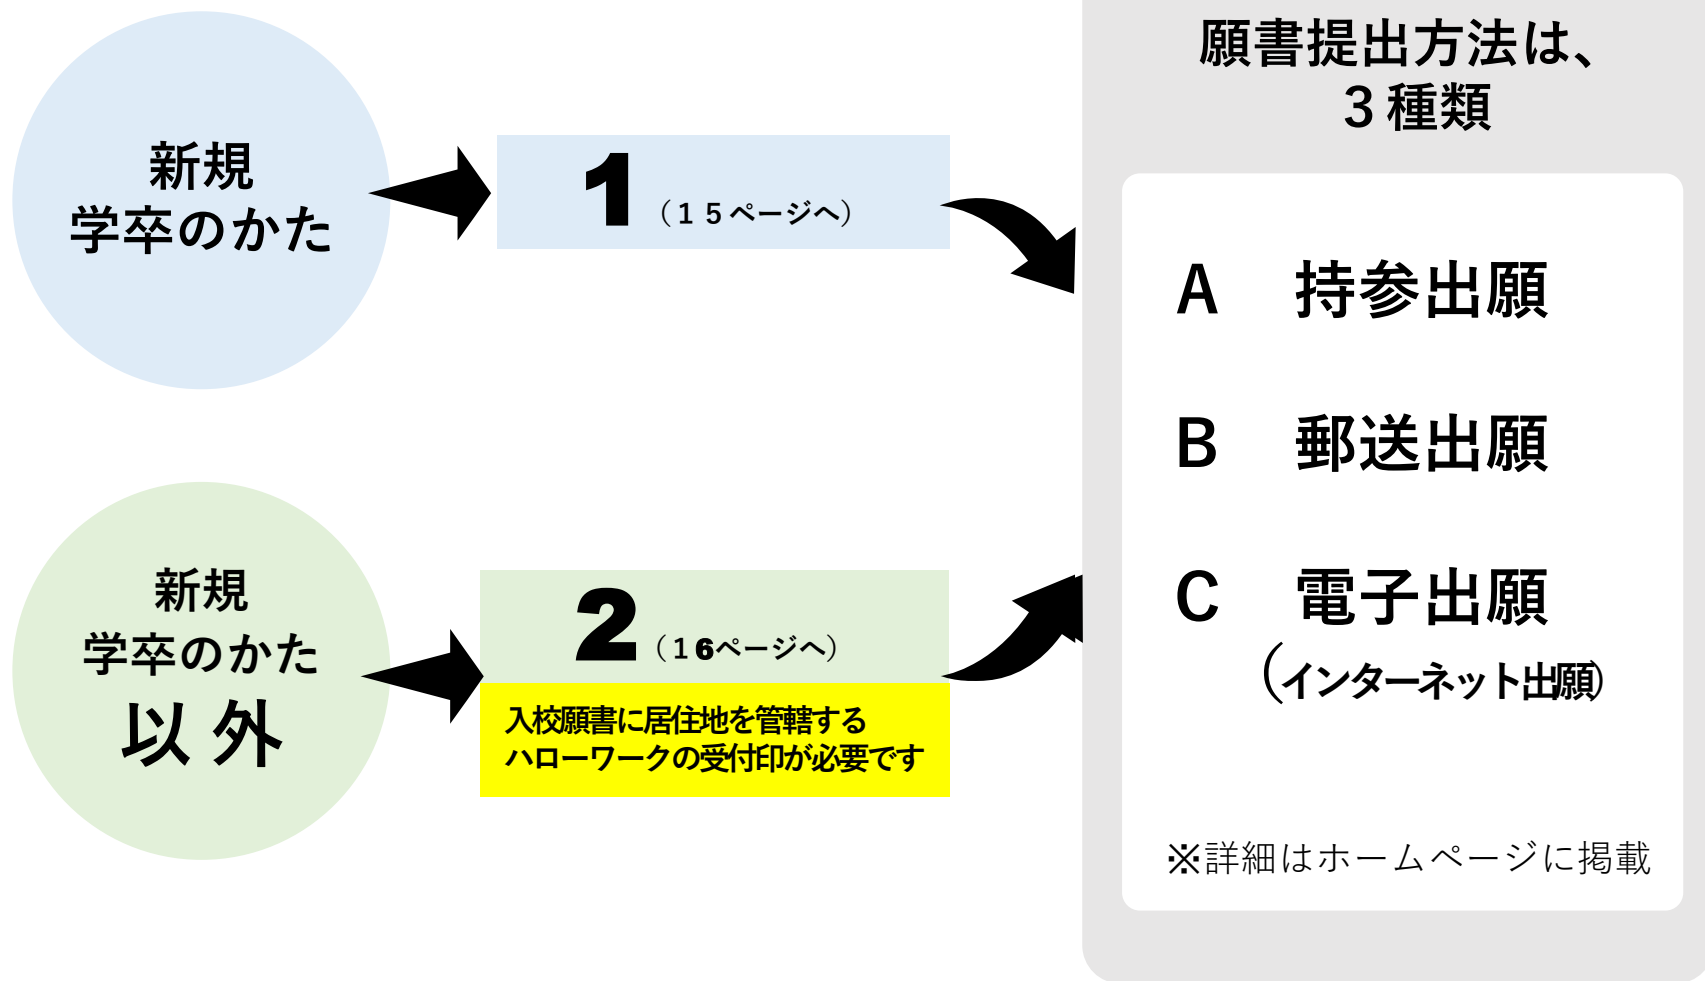 新規
学卒のかた
1（１５ページへ）
新規
学卒のかた
以外
2（１6ページへ）
入校願書に居住地を管轄する
ハローワークの受付印が必要です
願書提出方法は、
３種類
A　持参出願
B　郵送出願
C　電子出願
（インターネット出願）
※詳細はホームページに掲載